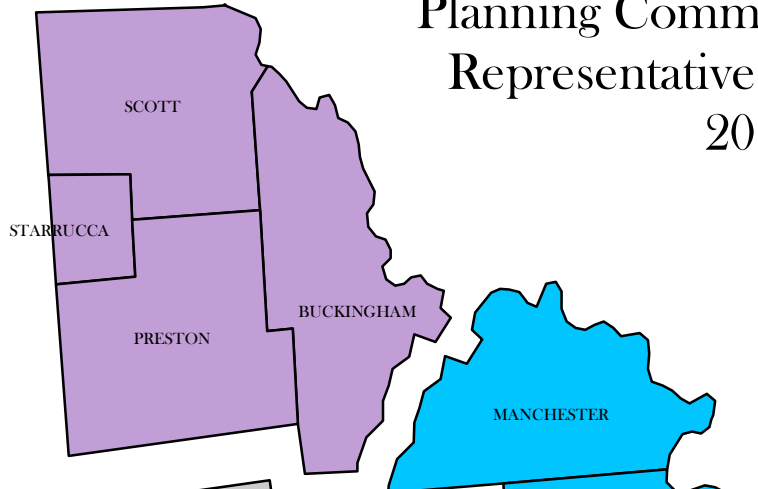 Planning Comm
Representative
20
SCOTT
STARRUCCA
BUCKINGHAM
PRESTON
MANCHESTER